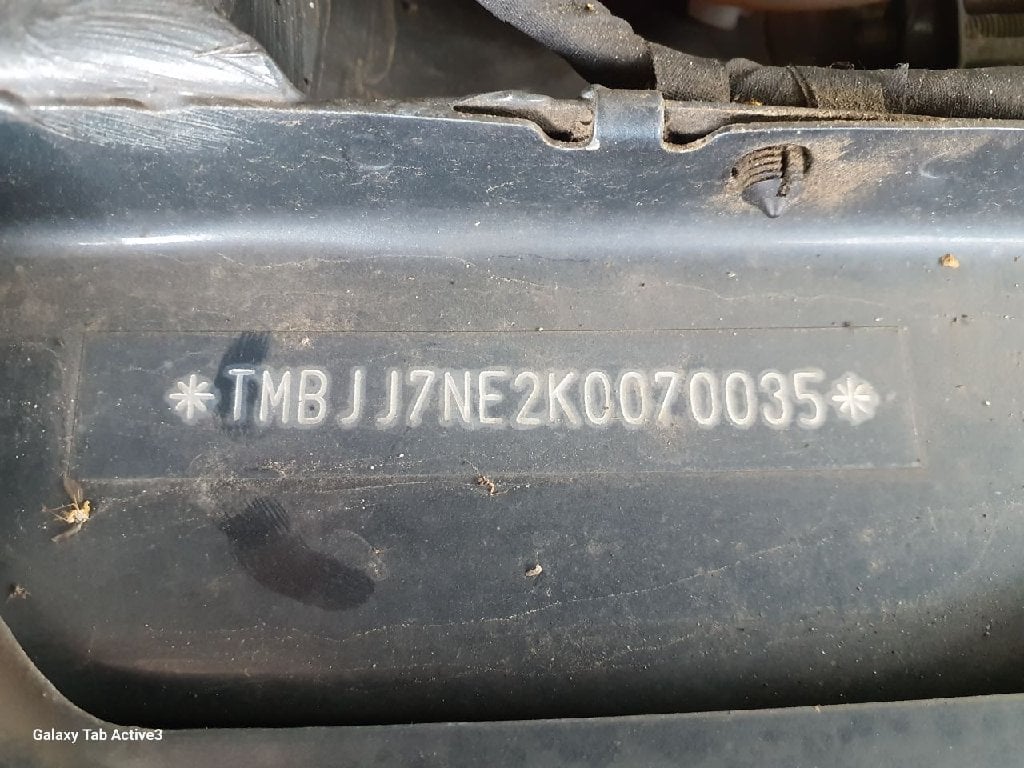 *TMBJJ7NE2K0070035*
Galaxy Tab Active3